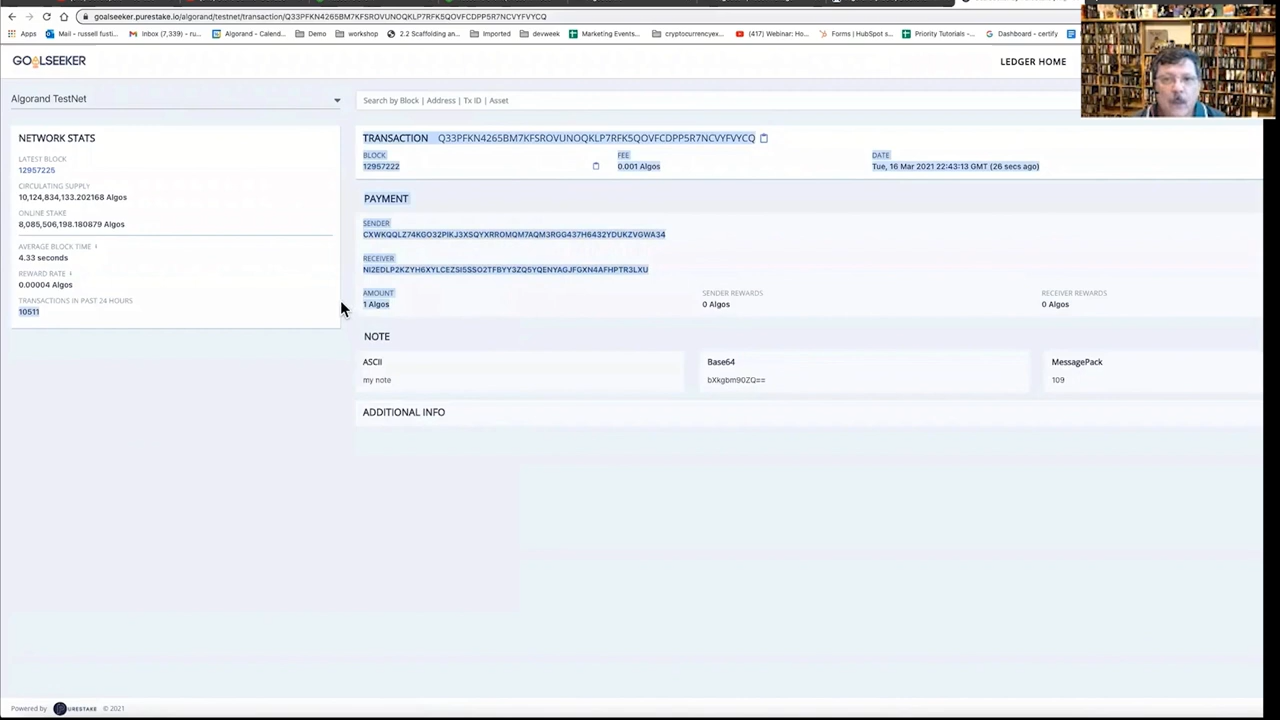 goalseeker.purestake.io/algorand/testnet/transaction/Q33PFKN4265BM7KFSROVUNOQKLP7RFK5QOVFCDPP5R7NCVYFVYCQ
Apps Mail - russell fusti... Inbox (7,339) - ru... Algorand - Calend... Demo workshop 2.2 Scaffolding an... Imported devweek Marketing Events... cryptocurrencyex... (417) Webinar: Ho... Forms | HubSpot s... Priority Tutorials -... Dashboard - certify
GOALSEEKER
LEDGER HOME
Algorand TestNet
Search by Block | Address | Tx ID | Asset
NETWORK STATS
LATEST BLOCK
12957225
CIRCULATING SUPPLY
10,124,834,133.202168 Algos
ONLINE STAKE
8,085,506,198.180879 Algos
AVERAGE BLOCK TIME
4.33 seconds
REWARD RATE
0.00004 Algos
TRANSACTIONS IN PAST 24 HOURS
10511
TRANSACTION Q33PFKN4265BM7KFSROVUNOQKLP7RFK5QOVFCDPP5R7NCVYFVYCQ
BLOCK FEE DATE
12957222 0.001 Algos Tue, 16 Mar 2021 22:43:13 GMT (26 secs ago)
PAYMENT
SENDER
CXWKQQLZ74KGO32PIKJ3XSQYXRROMQM7AQM3RGG437H6432YDUKZVGWA34
RECEIVER
NI2EDLP2KZYH6XYLCEZSI5SSO2TFBYY3ZQ5YQENYAGJFGXN4AFHPTR3LXU
AMOUNT SENDER REWARDS RECEIVER REWARDS
1 Algos 0 Algos 0 Algos
NOTE
ASCII Base64 MessagePack
my note bXkgbm90ZQ== 109
ADDITIONAL INFO
Powered by PURESTAKE © 2021